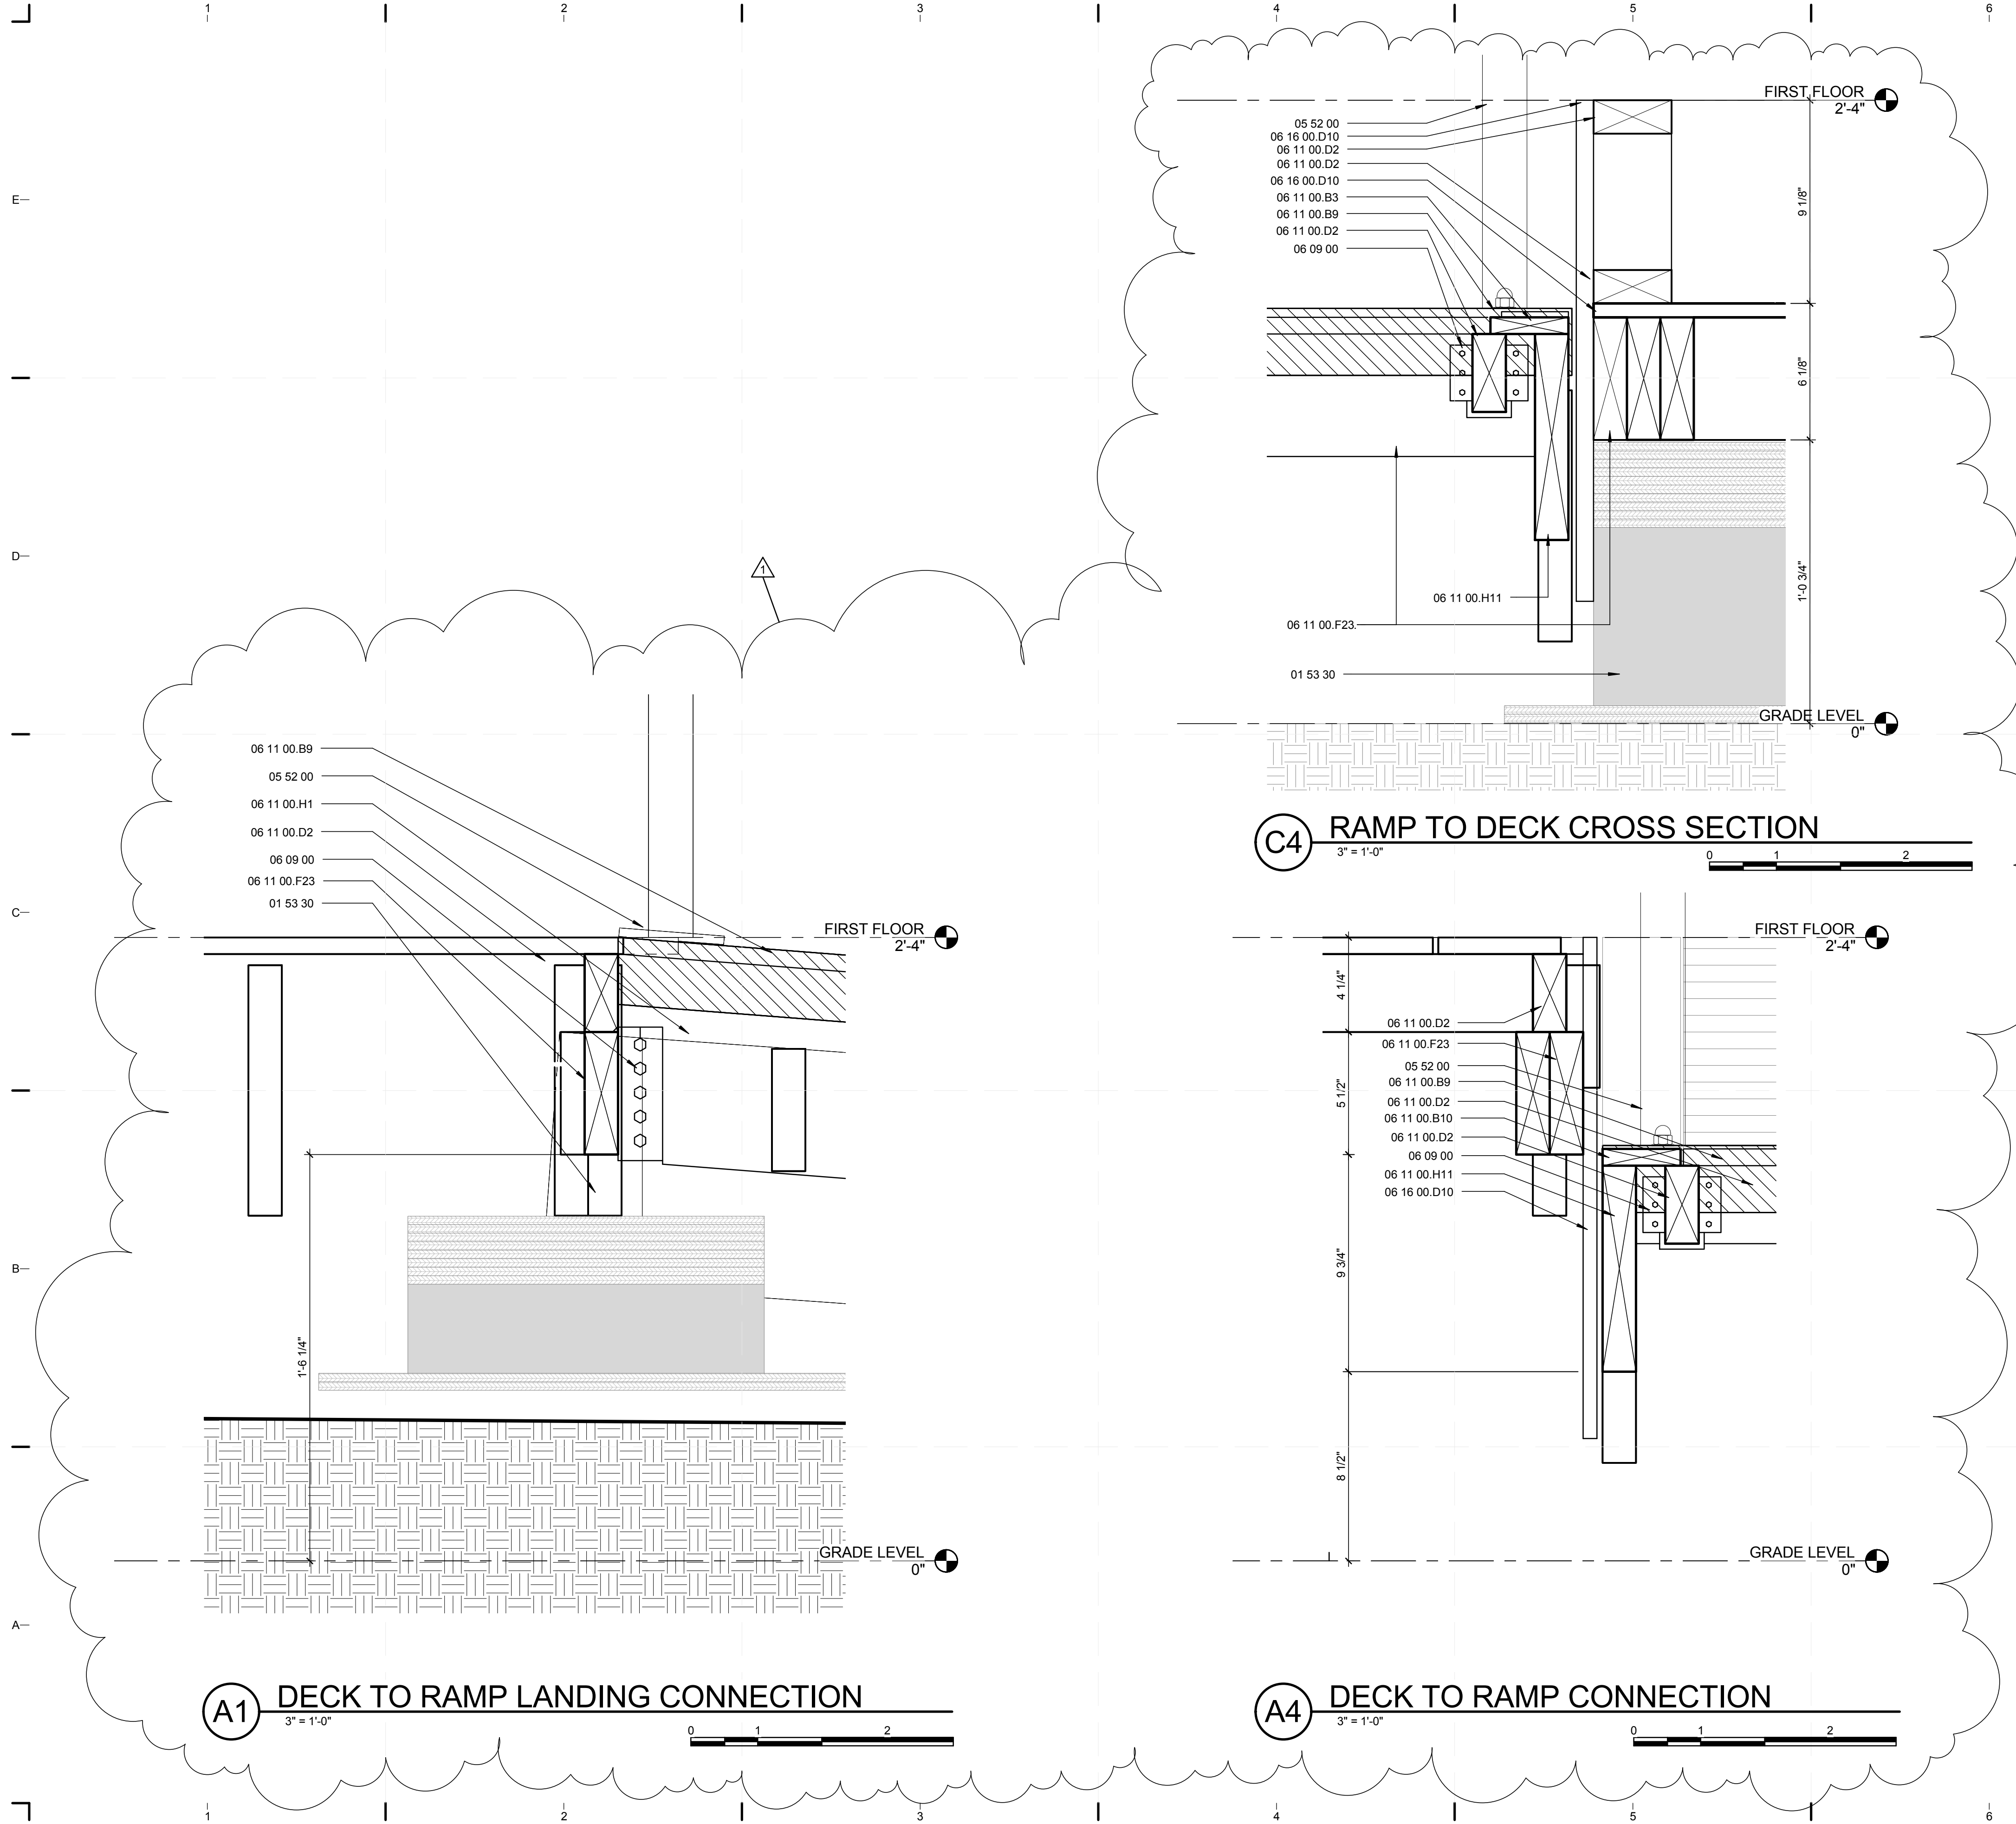 1 2 3 4 5 6
E
D
C
B
A
FIRST FLOOR
2'-4"
05 52 00
06 16 00.D10
06 11 00.D2
06 11 00.D2
06 16 00.D10
06 11 00.B3
06 11 00.B9
06 11 00.D2
06 09 00
9 1/8"
6 1/8"
1'-0 3/4"
06 11 00.H11
06 11 00.F23.
01 53 30
GRADE LEVEL
0"
C4
RAMP TO DECK CROSS SECTION
3" = 1'-0"
0 1 2
1
06 11 00.B9
05 52 00
06 11 00.H1
06 11 00.D2
06 09 00
06 11 00.F23
01 53 30
FIRST FLOOR
2'-4"
1'-6 1/4"
GRADE LEVEL
0"
A1
DECK TO RAMP LANDING CONNECTION
3" = 1'-0"
0 1 2
FIRST FLOOR
2'-4"
4 1/4"
5 1/2"
9 3/4"
8 1/2"
06 11 00.D2
06 11 00.F23
05 52 00
06 11 00.B9
06 11 00.D2
06 11 00.B10
06 11 00.D2
06 09 00
06 11 00.H11
06 16 00.D10
GRADE LEVEL
0"
A4
DECK TO RAMP CONNECTION
3" = 1'-0"
0 1 2
1 2 3 4 5 6